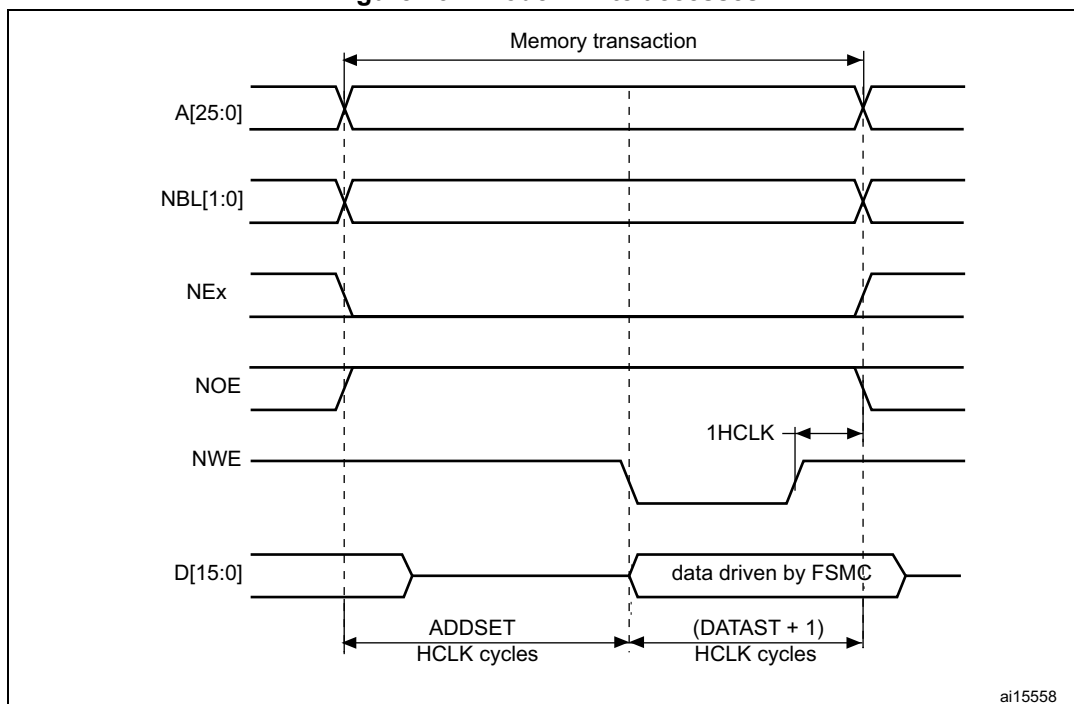 Memory transaction
A[25:0]
NBL[1:0]
NEx
NOE
1HCLK
NWE
D[15:0]
data driven by FSMC
ADDSET
HCLK cycles
(DATAST + 1)
HCLK cycles
ai15558